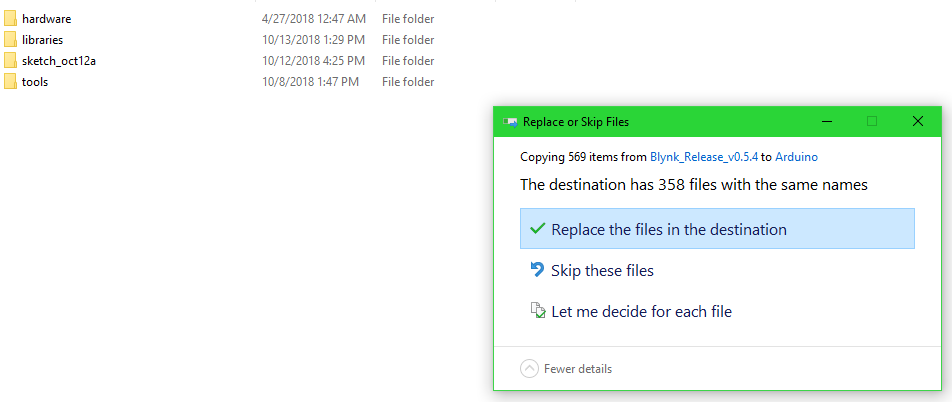 hardware 4/27/2018 12:47 AM File folder
libraries 10/13/2018 1:29 PM File folder
sketch_oct12a 10/12/2018 4:25 PM File folder
tools 10/8/2018 1:47 PM File folder
Replace or Skip Files
Copying 569 items from Blynk_Release_v0.5.4 to Arduino
The destination has 358 files with the same names
Replace the files in the destination
Skip these files
Let me decide for each file
Fewer details